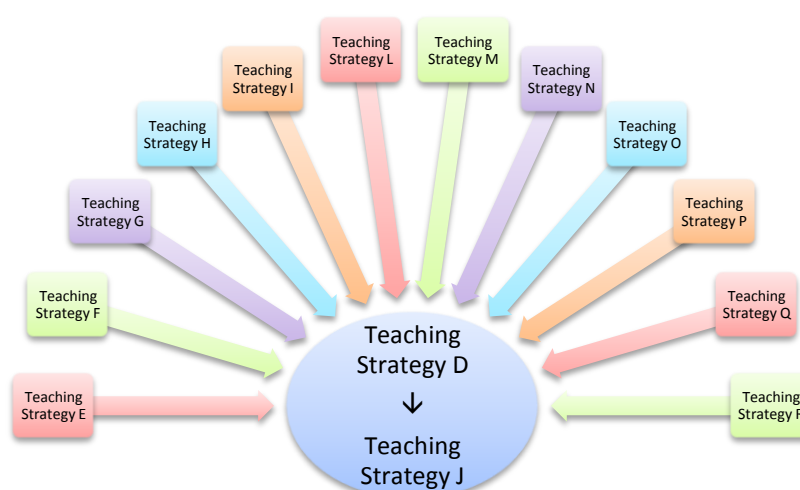 Teaching
Strategy L
Teaching
Strategy M
Teaching
Strategy I
Teaching
Strategy N
Teaching
Strategy H
Teaching
Strategy O
Teaching
Strategy G
Teaching
Strategy P
Teaching
Strategy F
Teaching
Strategy Q
Teaching
Strategy D
↓
Teaching
Strategy J
Teaching
Strategy E
Teaching
Strategy